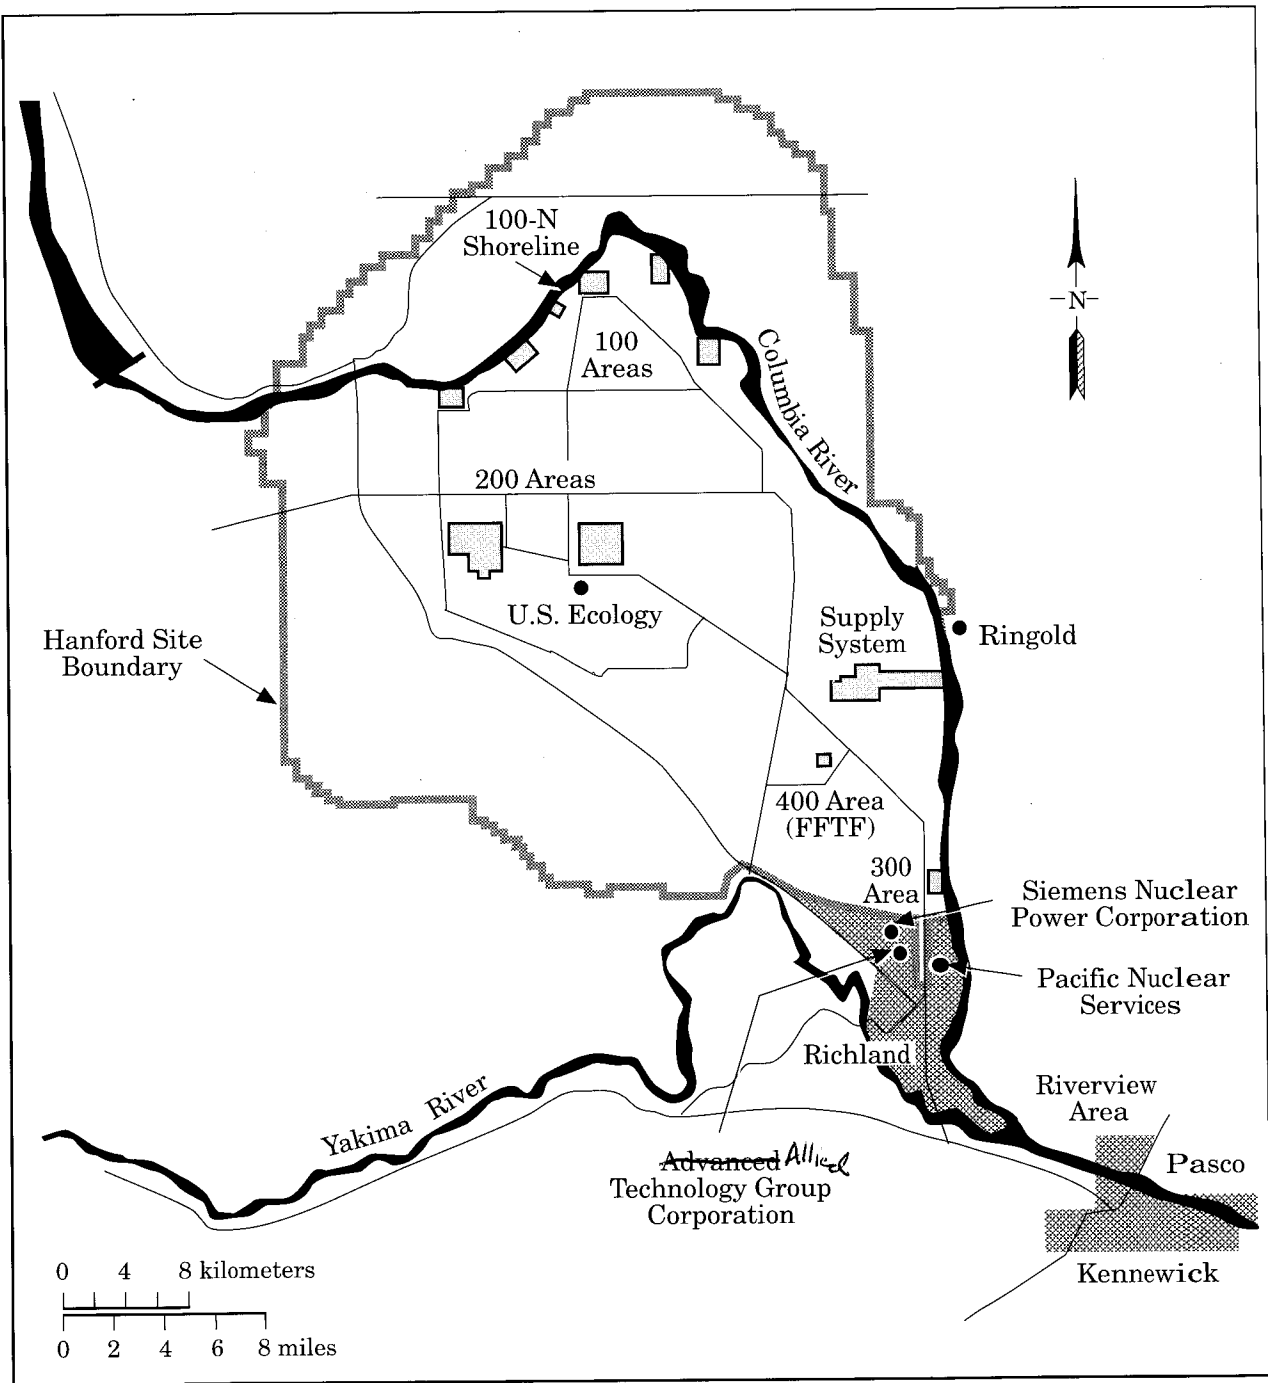 100-N
Shoreline
100
Areas
Columbia River
N
200 Areas
U.S. Ecology
Hanford Site
Boundary
Supply
System
Ringold
400 Area
(FFTF)
300
Area
Siemens Nuclear
Power Corporation
Pacific Nuclear
Services
Richland
Yakima River
Riverview
Area
Pasco
Advanced Allied
Technology Group
Corporation
Kennewick
0 4 8 kilometers
0 2 4 6 8 miles